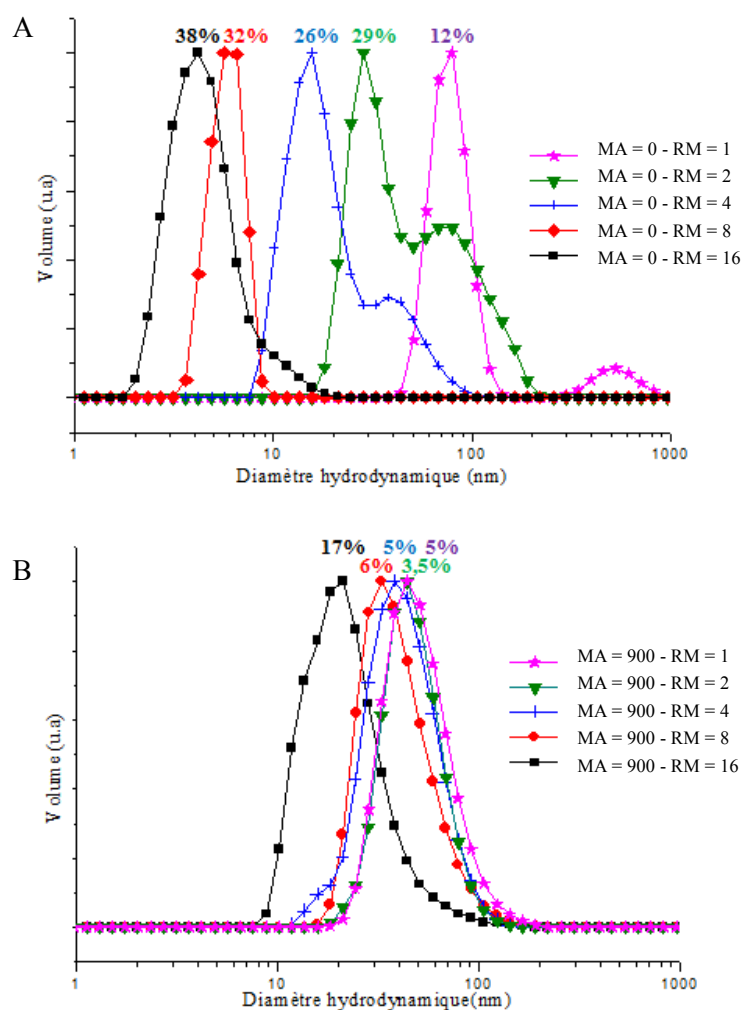 A
38% 32% 26% 29% 12%
Volume (u.a)
MA = 0 - RM = 1
MA = 0 - RM = 2
MA = 0 - RM = 4
MA = 0 - RM = 8
MA = 0 - RM = 16
1 10 100 1000
Diamètre hydrodynamique (nm)
B
17% 5% 5%
6% 3,5%
Volume (u.a)
MA = 900 - RM = 1
MA = 900 - RM = 2
MA = 900 - RM = 4
MA = 900 - RM = 8
MA = 900 - RM = 16
1 10 100 1000
Diamètre hydrodynamique(nm)